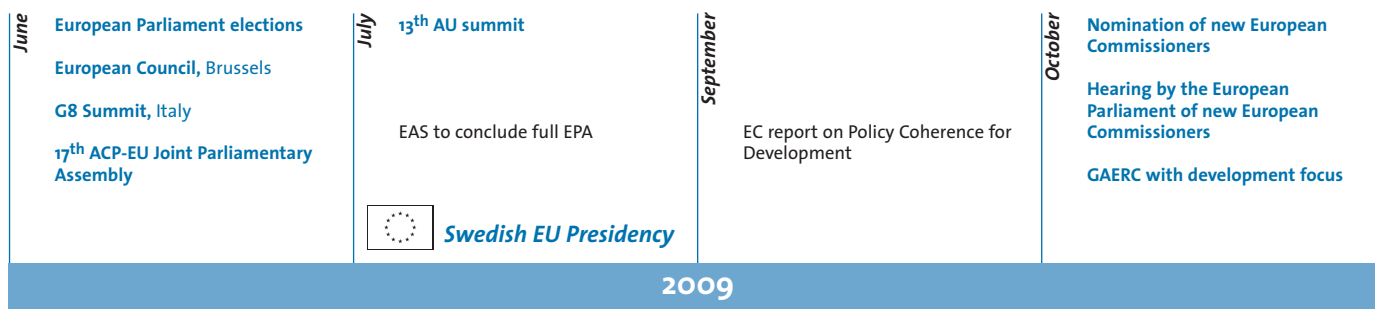 June
European Parliament elections
European Council, Brussels
G8 Summit, Italy
17th ACP-EU Joint Parliamentary
Assembly
July
13th AU summit
EAS to conclude full EPA
Swedish EU Presidency
September
EC report on Policy Coherence for
Development
October
Nomination of new European
Commissioners
Hearing by the European
Parliament of new European
Commissioners
GAERC with development focus
2009